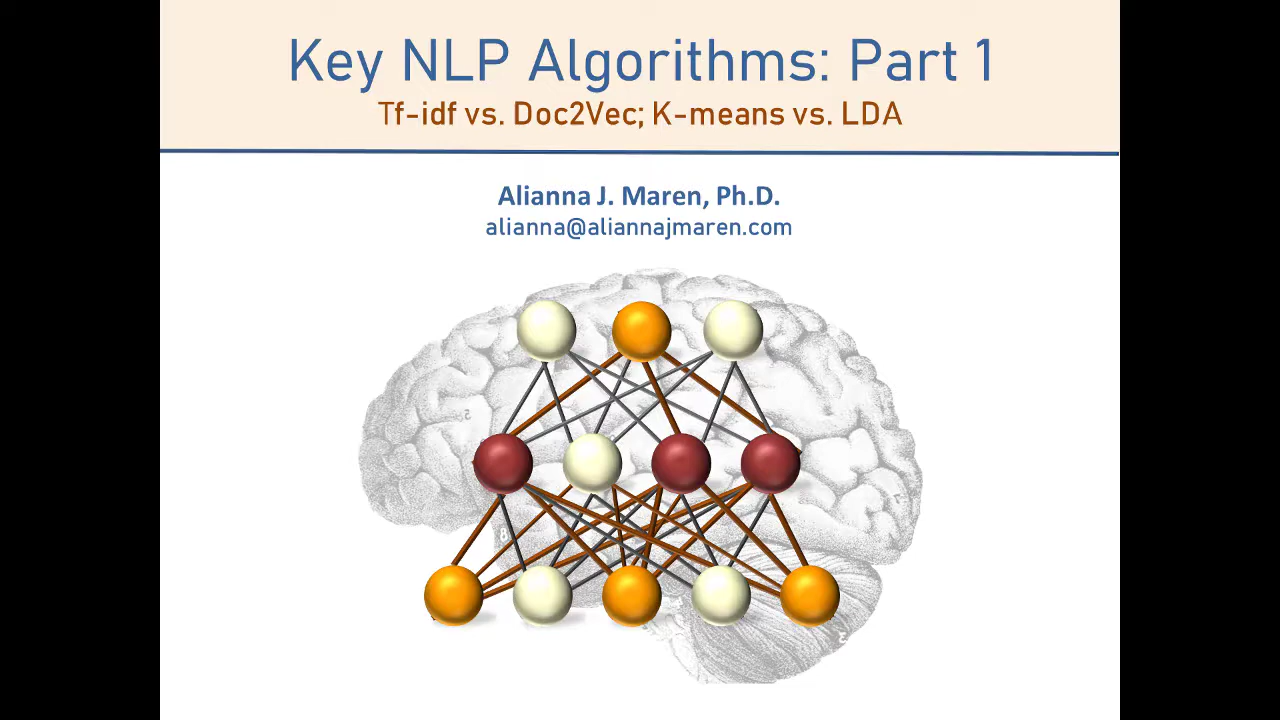 Key NLP Algorithms: Part 1
Tf-idf vs. Doc2Vec; K-means vs. LDA
Alianna J. Maren, Ph.D.
alianna@aliannajmaren.com